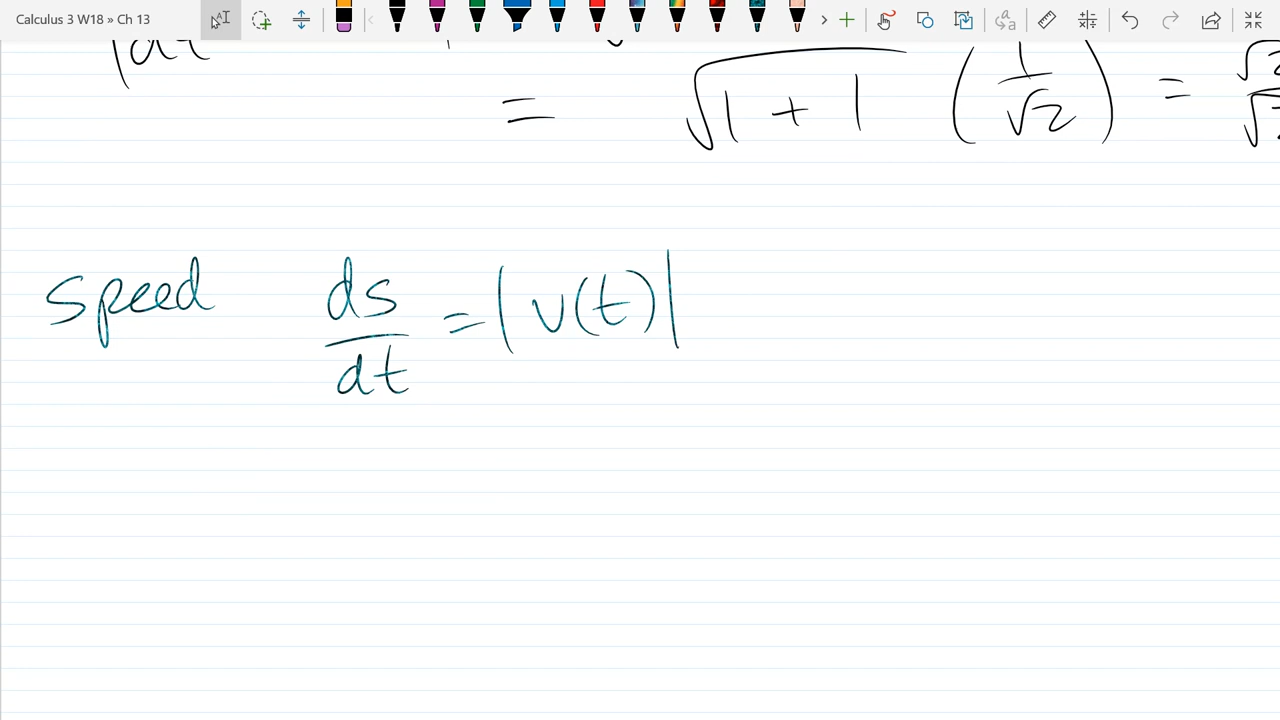 Calculus 3 W18 » Ch 13
= √1 + 1 (1/√2) =
speed ds/dt = |v(t)|